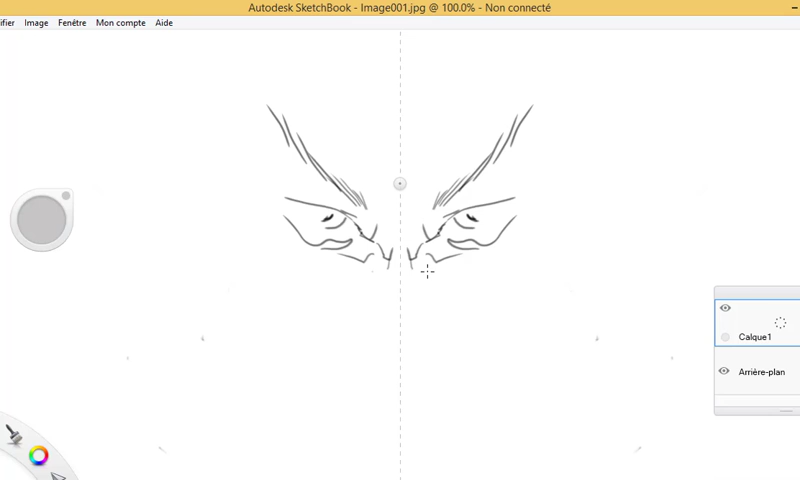 Autodesk SketchBook - Image001.jpg @ 100.0% - Non connecté
ifier Image Fenêtre Mon compte Aide
Calque1
Arrière-plan